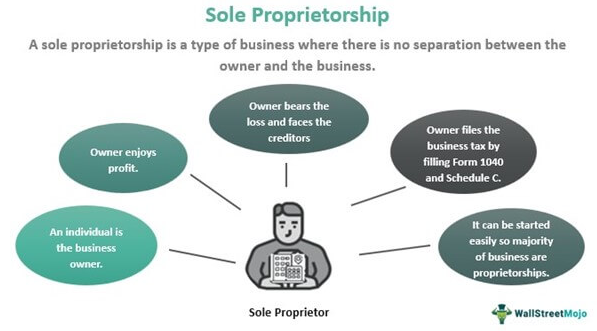 Sole Proprietorship
A sole proprietorship is a type of business where there is no separation between the
owner and the business.
Owner bears the
loss and faces the
creditors
Owner enjoys
profit.
Owner files the
business tax by
filling Form 1040
and Schedule C.
An individual is
the business
owner.
It can be started
easily so majority
of business are
proprietorships.
Sole Proprietor
WallStreetMojo